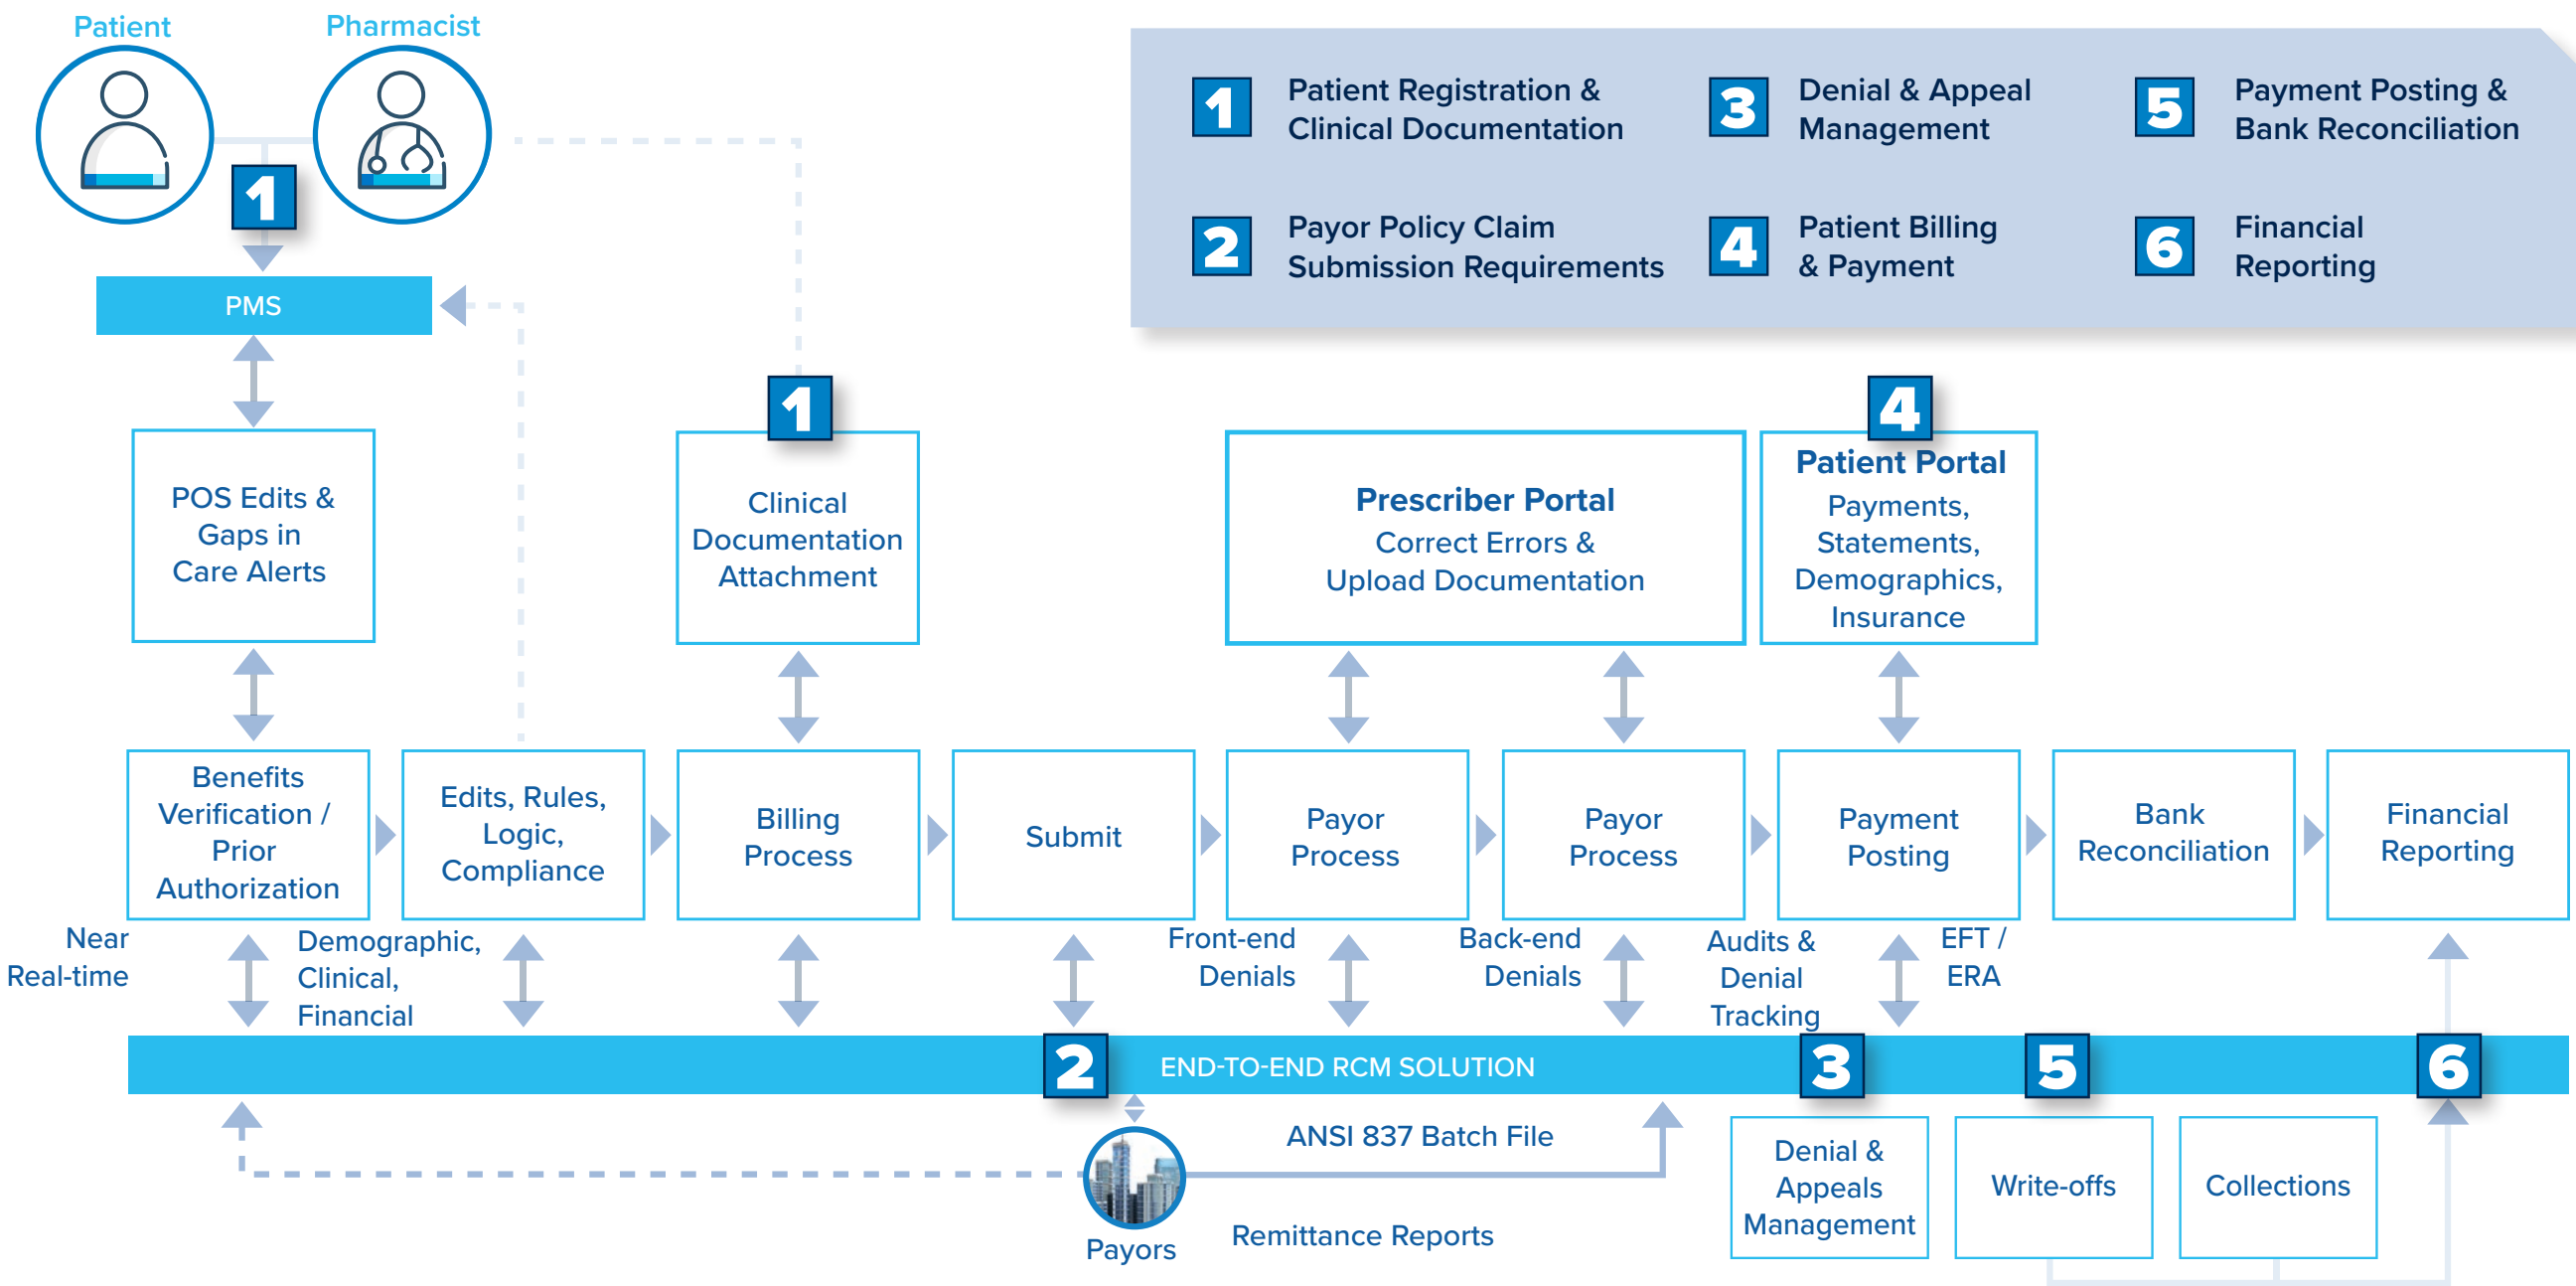 Patient
Pharmacist
1
PMS
1
Patient Registration &
Clinical Documentation
2
Payor Policy Claim
Submission Requirements
3
Denial & Appeal
Management
4
Patient Billing
& Payment
5
Payment Posting &
Bank Reconciliation
6
Financial
Reporting
POS Edits &
Gaps in
Care Alerts
1
Clinical
Documentation
Attachment
Prescriber Portal
Correct Errors &
Upload Documentation
4
Patient Portal
Payments,
Statements,
Demographics,
Insurance
Benefits
Verification /
Prior
Authorization
Edits, Rules,
Logic,
Compliance
Billing
Process
Submit
Payor
Process
Payor
Process
Payment
Posting
Bank
Reconciliation
Financial
Reporting
Near
Real-time
Demographic,
Clinical,
Financial
Front-end
Denials
Back-end
Denials
Audits &
Denial
Tracking
EFT /
ERA
2
END-TO-END RCM SOLUTION
3
5
6
Payors
ANSI 837 Batch File
Remittance Reports
Denial &
Appeals
Management
Write-offs
Collections